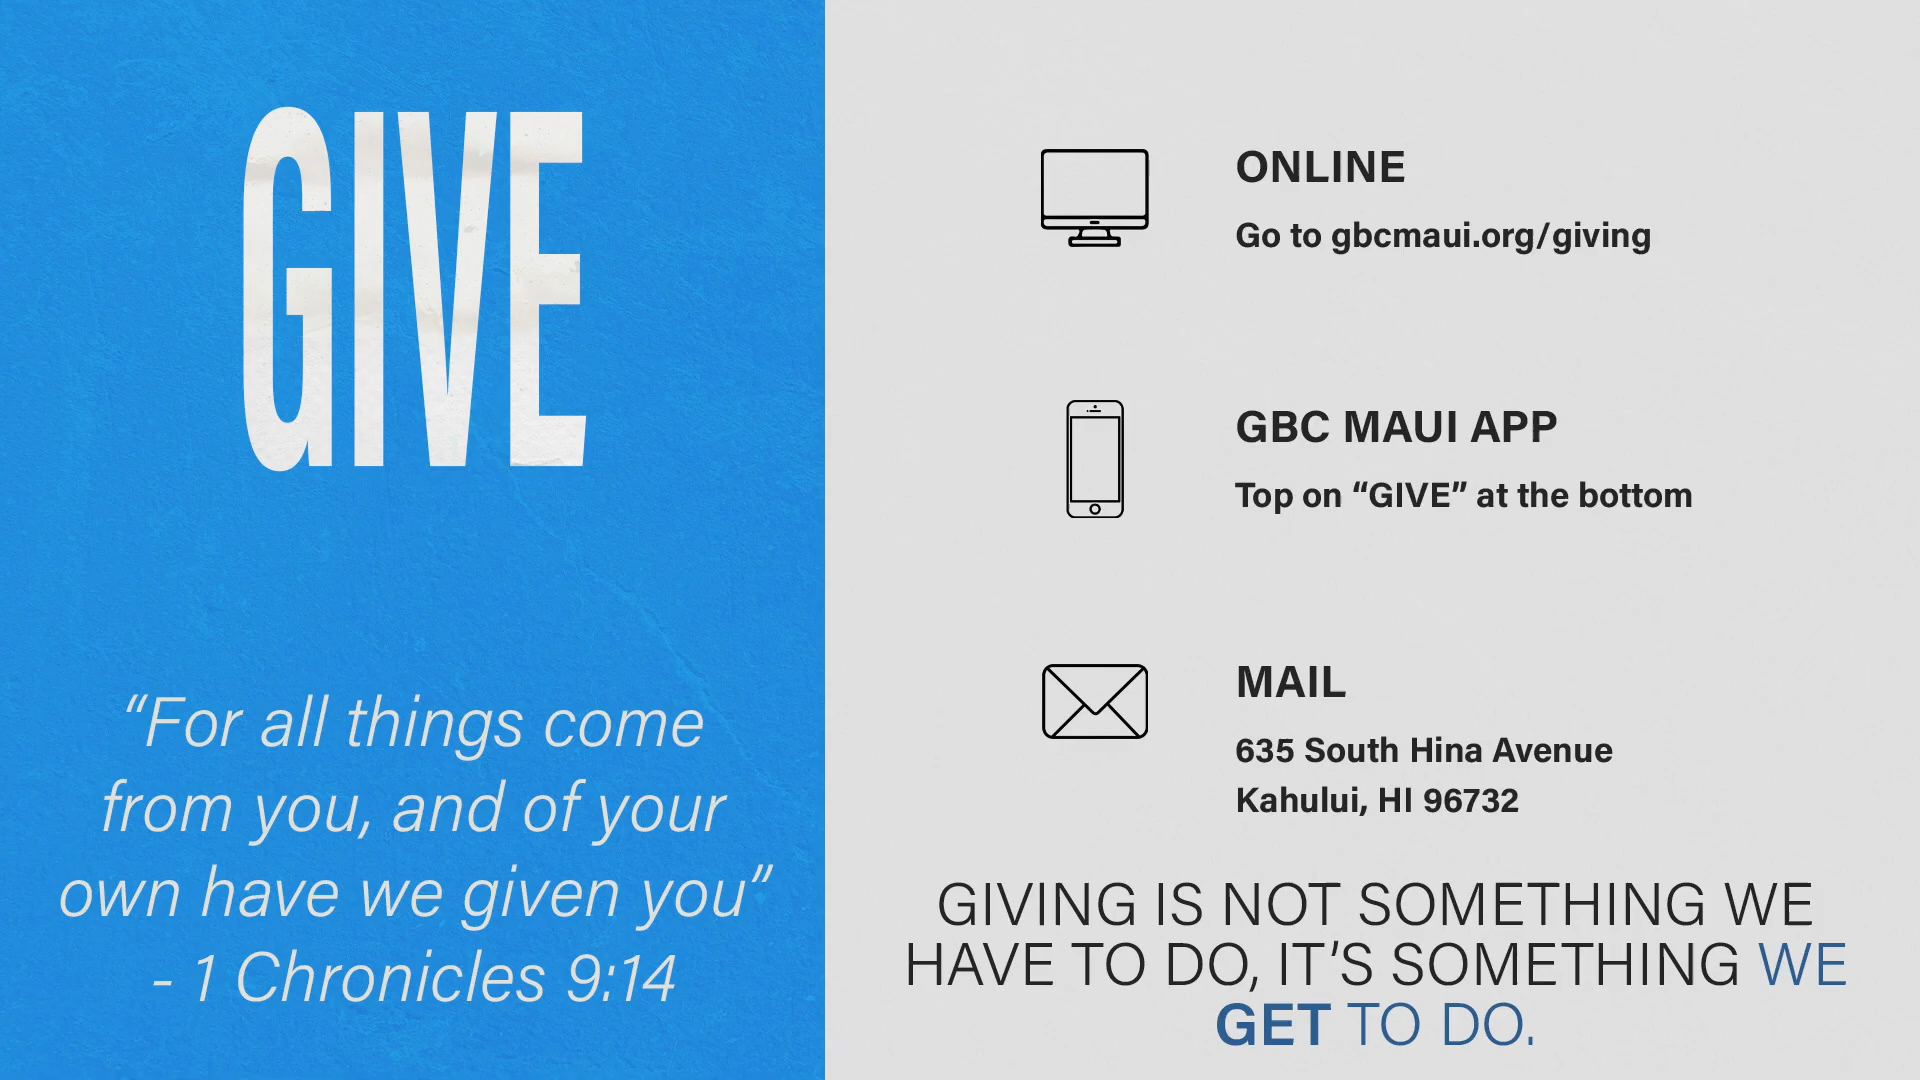 GIVE
“For all things come
from you, and of your
own have we given you”
- 1 Chronicles 9:14
ONLINE
Go to gbcmaui.org/giving
GBC MAUI APP
Top on “GIVE” at the bottom
MAIL
635 South Hina Avenue
Kahului, HI 96732
GIVING IS NOT SOMETHING WE
HAVE TO DO, IT’S SOMETHING WE
GET TO DO.